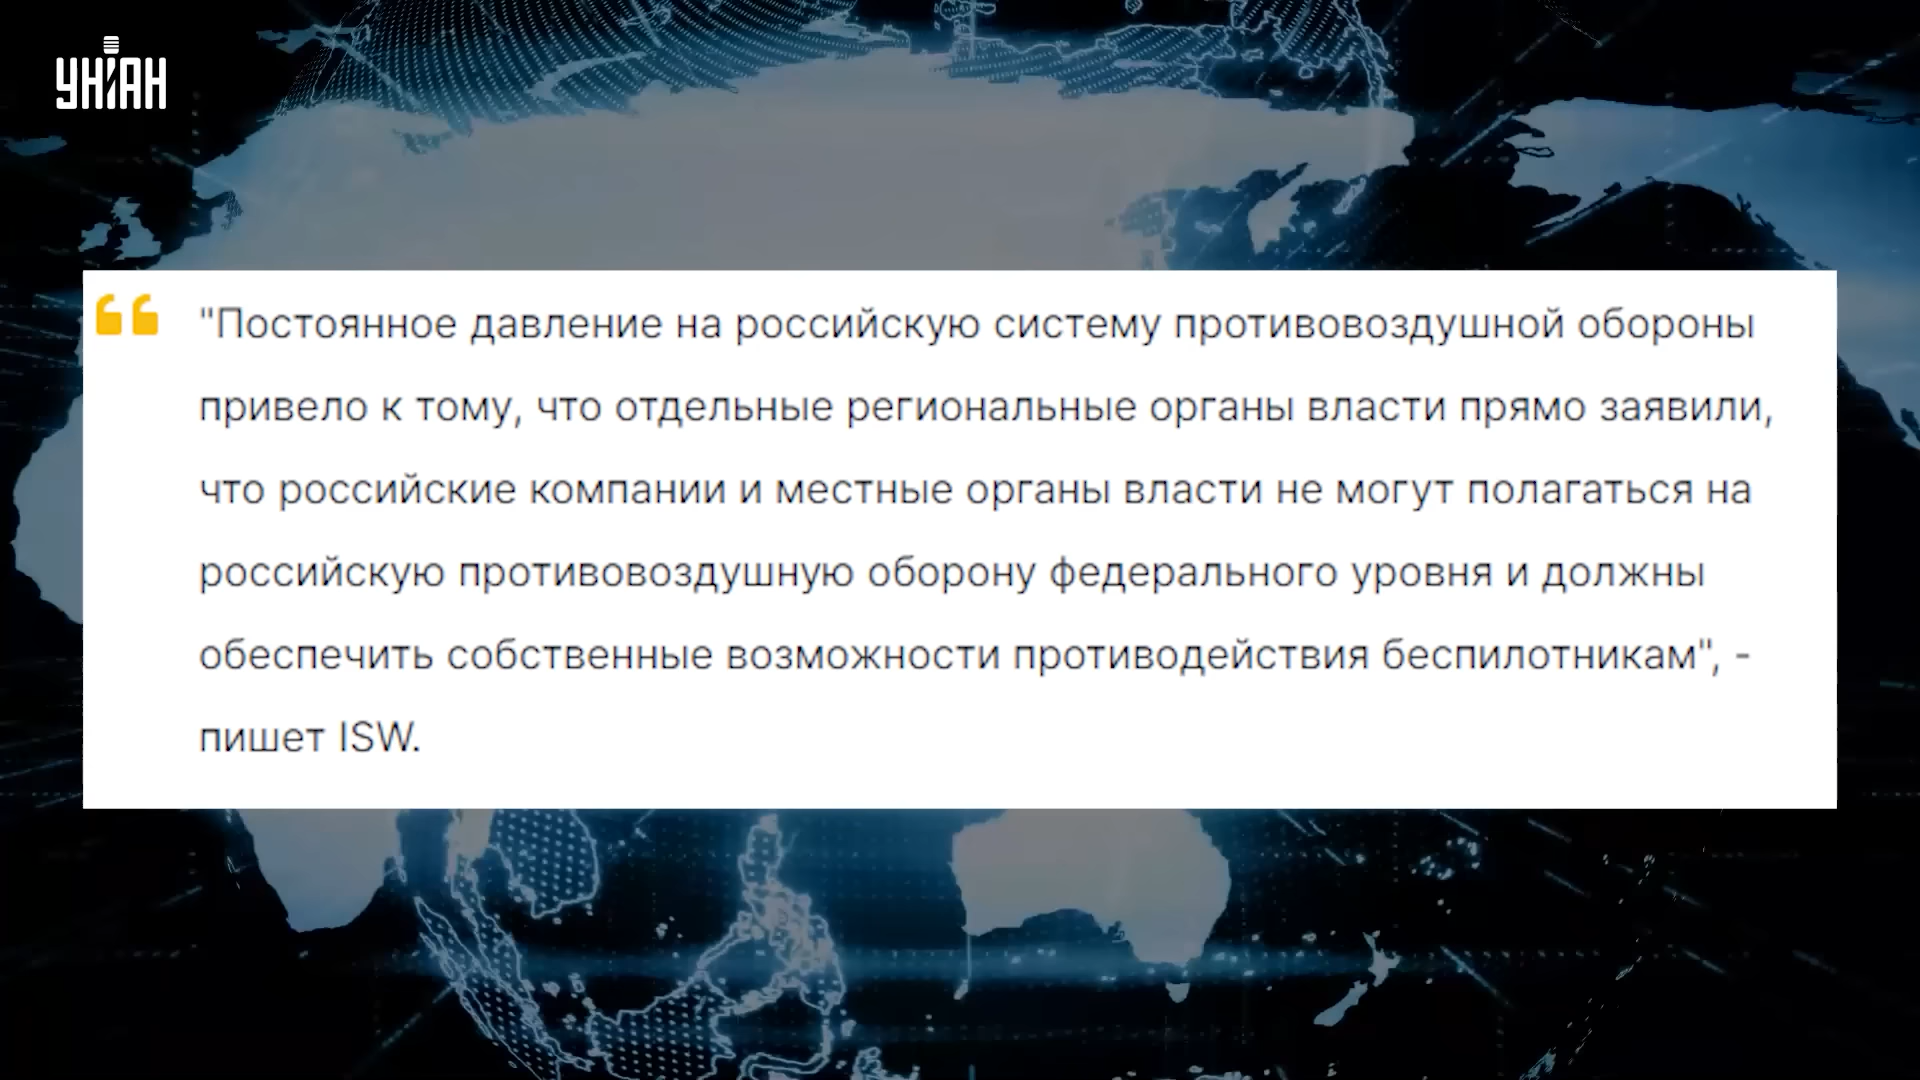 УНІАН
"Постоянное давление на российскую систему противовоздушной обороны
привело к тому, что отдельные региональные органы власти прямо заявили,
что российские компании и местные органы власти не могут полагаться на
российскую противовоздушную оборону федерального уровня и должны
обеспечить собственные возможности противодействия беспилотникам", -
пишет ISW.